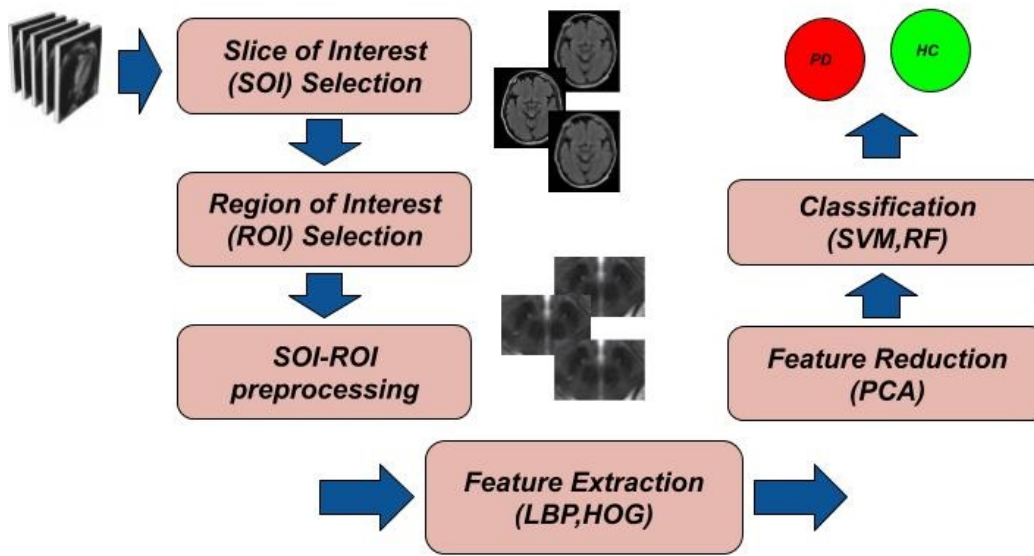 Slice of Interest
(SOI) Selection
Region of Interest
(ROI) Selection
SOI-ROI
preprocessing
Feature Extraction
(LBP,HOG)
Feature Reduction
(PCA)
Classification
(SVM,RF)
PD
HC